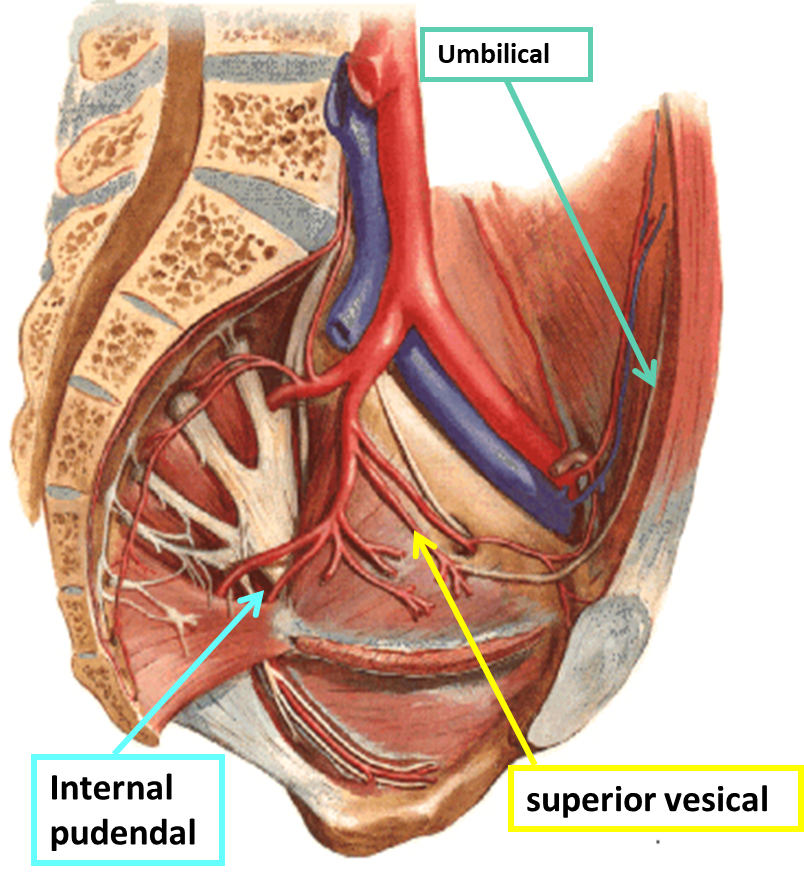 Umbilical
Internal
pudendal
superior vesical